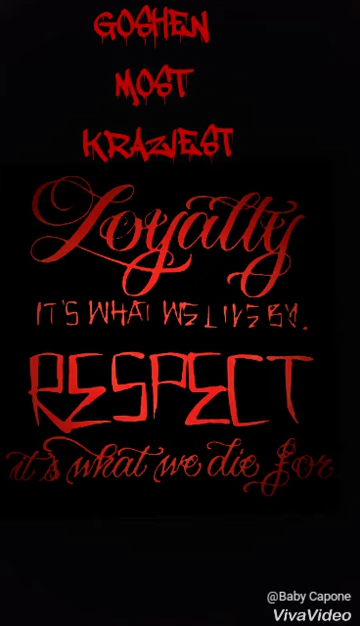 GOSHEN
MOST
KRAZIEST
Loyalty
IT'S WHAT WE LIVE BY.
RESPECT
it's what we die for
@Baby Capone
VivaVideo